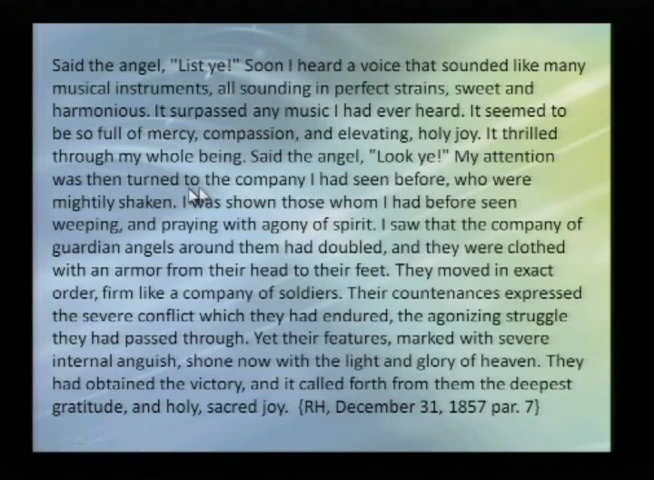 Said the angel, "List ye!" Soon I heard a voice that sounded like many
musical instruments, all sounding in perfect strains, sweet and
harmonious. It surpassed any music I had ever heard. It seemed to
be so full of mercy, compassion, and elevating, holy joy. It thrilled
through my whole being. Said the angel, "Look ye!" My attention
was then turned to the company I had seen before, who were
mightily shaken. I was shown those whom I had before seen
weeping, and praying with agony of spirit. I saw that the company of
guardian angels around them had doubled, and they were clothed
with an armor from their head to their feet. They moved in exact
order, firm like a company of soldiers. Their countenances expressed
the severe conflict which they had endured, the agonizing struggle
they had passed through. Yet their features, marked with severe
internal anguish, shone now with the light and glory of heaven. They
had obtained the victory, and it called forth from them the deepest
gratitude, and holy, sacred joy. {RH, December 31, 1857 par. 7}